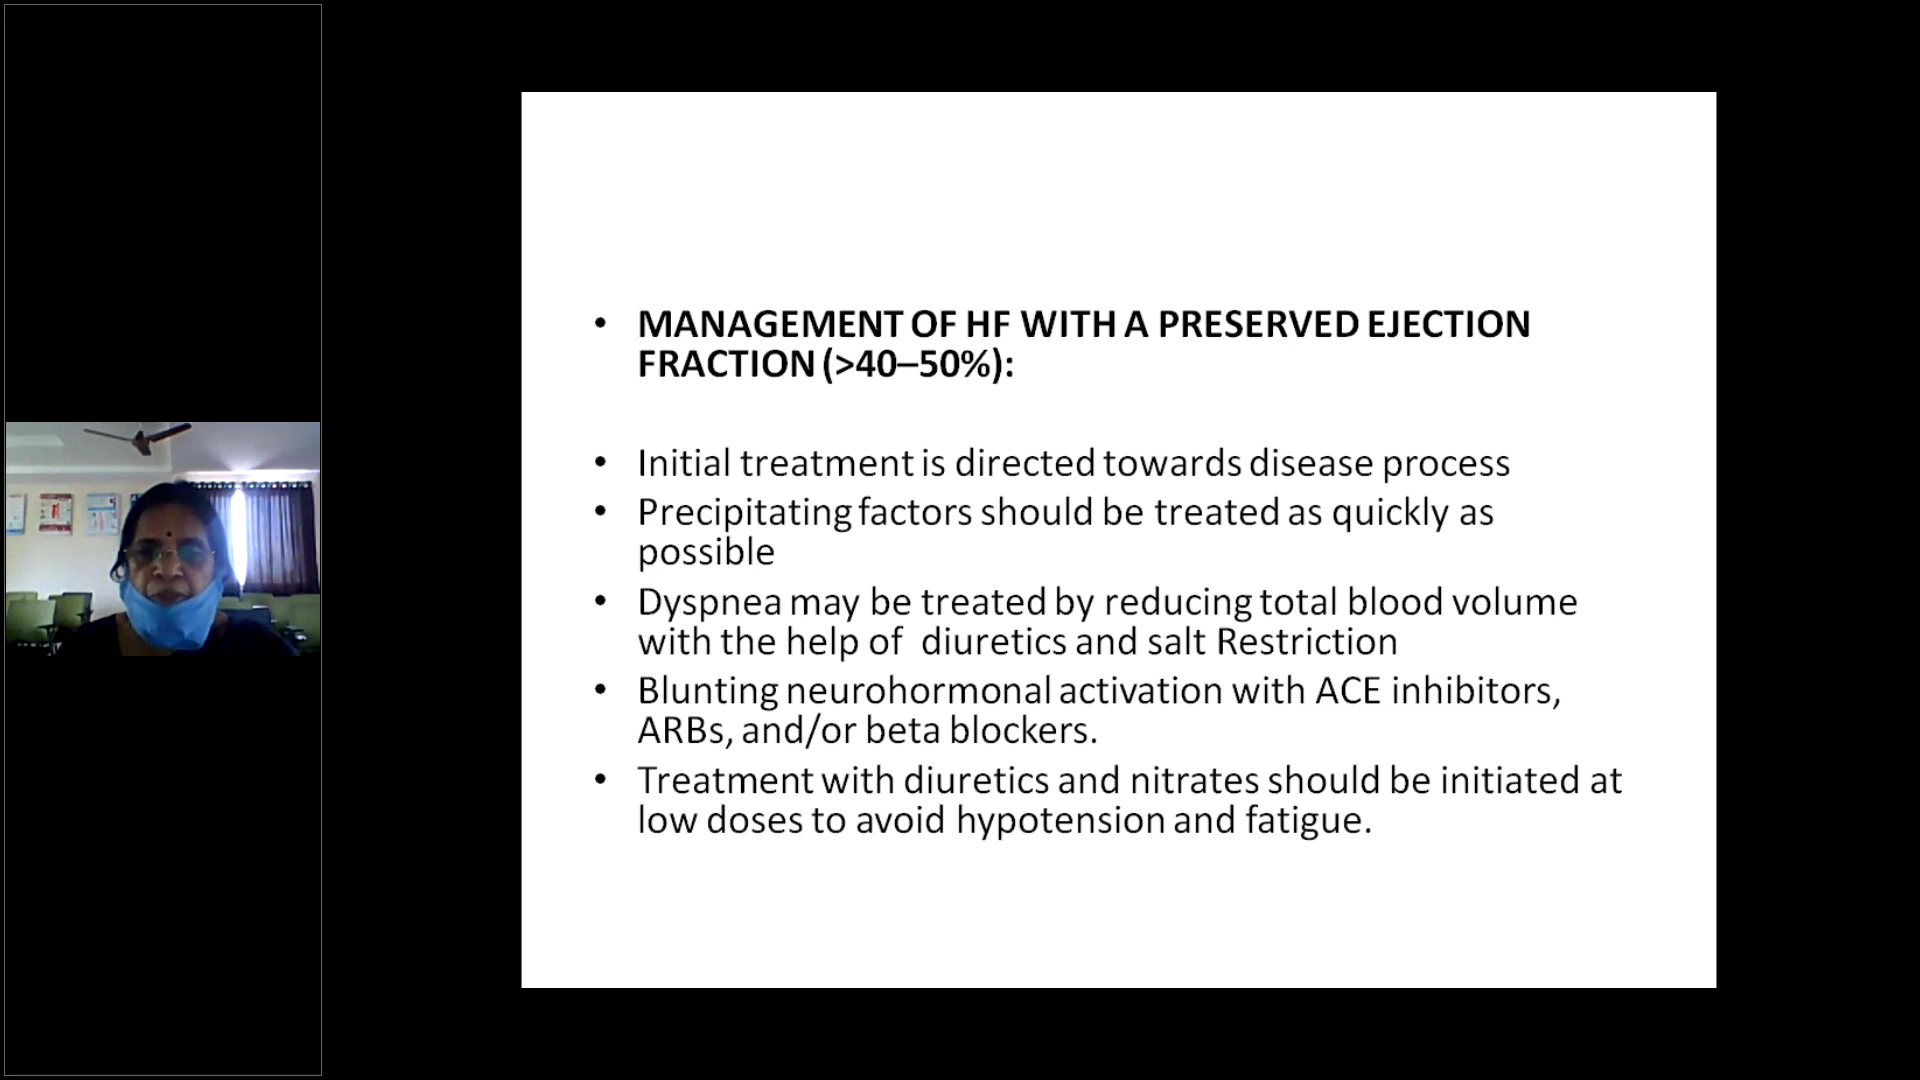 • MANAGEMENT OF HF WITH A PRESERVED EJECTION
FRACTION (>40–50%):
• Initial treatment is directed towards disease process
• Precipitating factors should be treated as quickly as
possible
• Dyspnea may be treated by reducing total blood volume
with the help of  diuretics and salt Restriction
• Blunting neurohormonal activation with ACE inhibitors,
ARBs, and/or beta blockers.
• Treatment with diuretics and nitrates should be initiated at
low doses to avoid hypotension and fatigue.